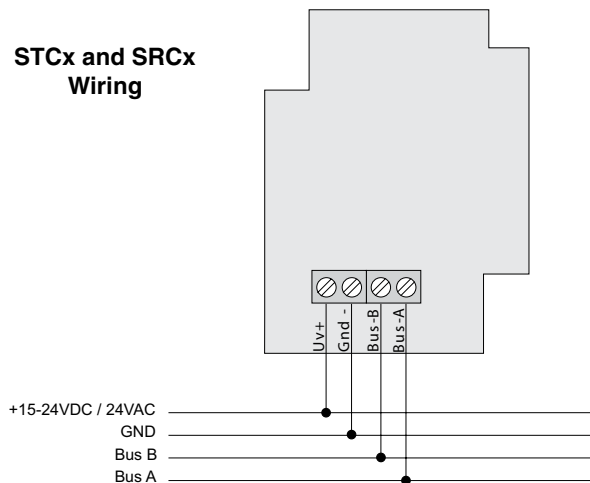 STCx and SRCx
Wiring
Uv+
Gnd -
Bus-B
Bus-A
+15-24VDC / 24VAC
GND
Bus B
Bus A